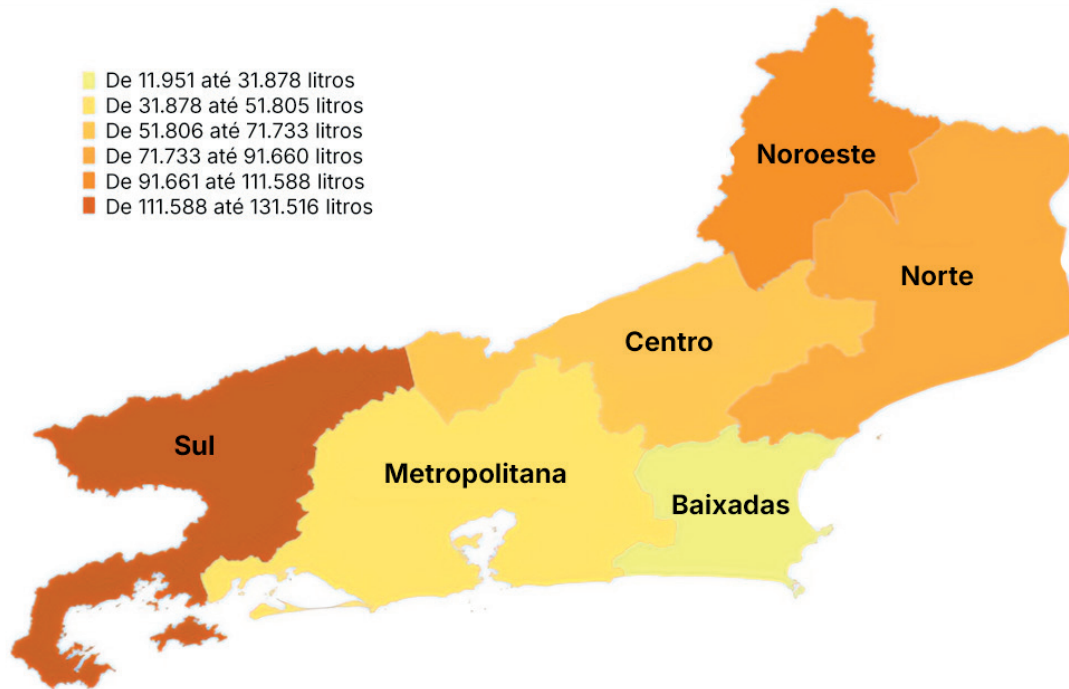 De 11.951 até 31.878 litros
De 31.878 até 51.805 litros
De 51.806 até 71.733 litros
De 71.733 até 91.660 litros
De 91.661 até 111.588 litros
De 111.588 até 131.516 litros
Noroeste
Norte
Centro
Sul
Metropolitana
Baixadas